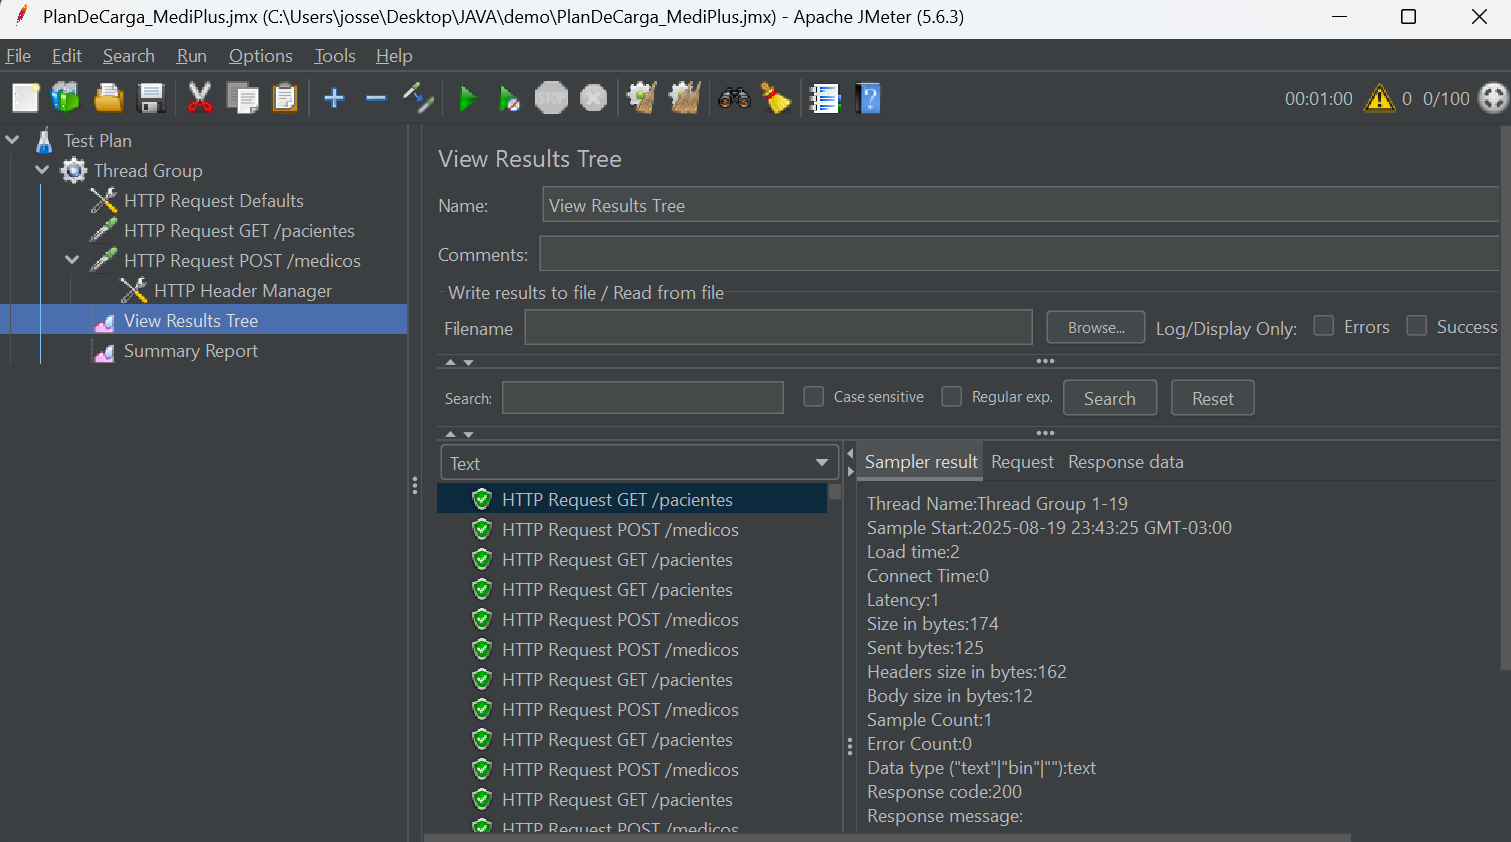 PlanDeCarga_MediPlus.jmx (C:\Users\josse\Desktop\JAVA\demo\PlanDeCarga_MediPlus.jmx) - Apache JMeter (5.6.3)
File Edit Search Run Options Tools Help
STOP
00:01:00 0 0/100
Test Plan
Thread Group
HTTP Request Defaults
HTTP Request GET /pacientes
HTTP Request POST /medicos
HTTP Header Manager
View Results Tree
Summary Report
View Results Tree
Name: View Results Tree
Comments:
Write results to file / Read from file
Filename Browse... Log/Display Only: Errors Success
Search: Case sensitive Regular exp. Search Reset
Text
HTTP Request GET /pacientes
HTTP Request POST /medicos
HTTP Request GET /pacientes
HTTP Request GET /pacientes
HTTP Request POST /medicos
HTTP Request POST /medicos
HTTP Request GET /pacientes
HTTP Request POST /medicos
HTTP Request GET /pacientes
HTTP Request POST /medicos
HTTP Request GET /pacientes
HTTP Request POST /medicos
Sampler result Request Response data
Thread Name:Thread Group 1-19
Sample Start:2025-08-19 23:43:25 GMT-03:00
Load time:2
Connect Time:0
Latency:1
Size in bytes:174
Sent bytes:125
Headers size in bytes:162
Body size in bytes:12
Sample Count:1
Error Count:0
Data type ("text"|"bin"|""):text
Response code:200
Response message: